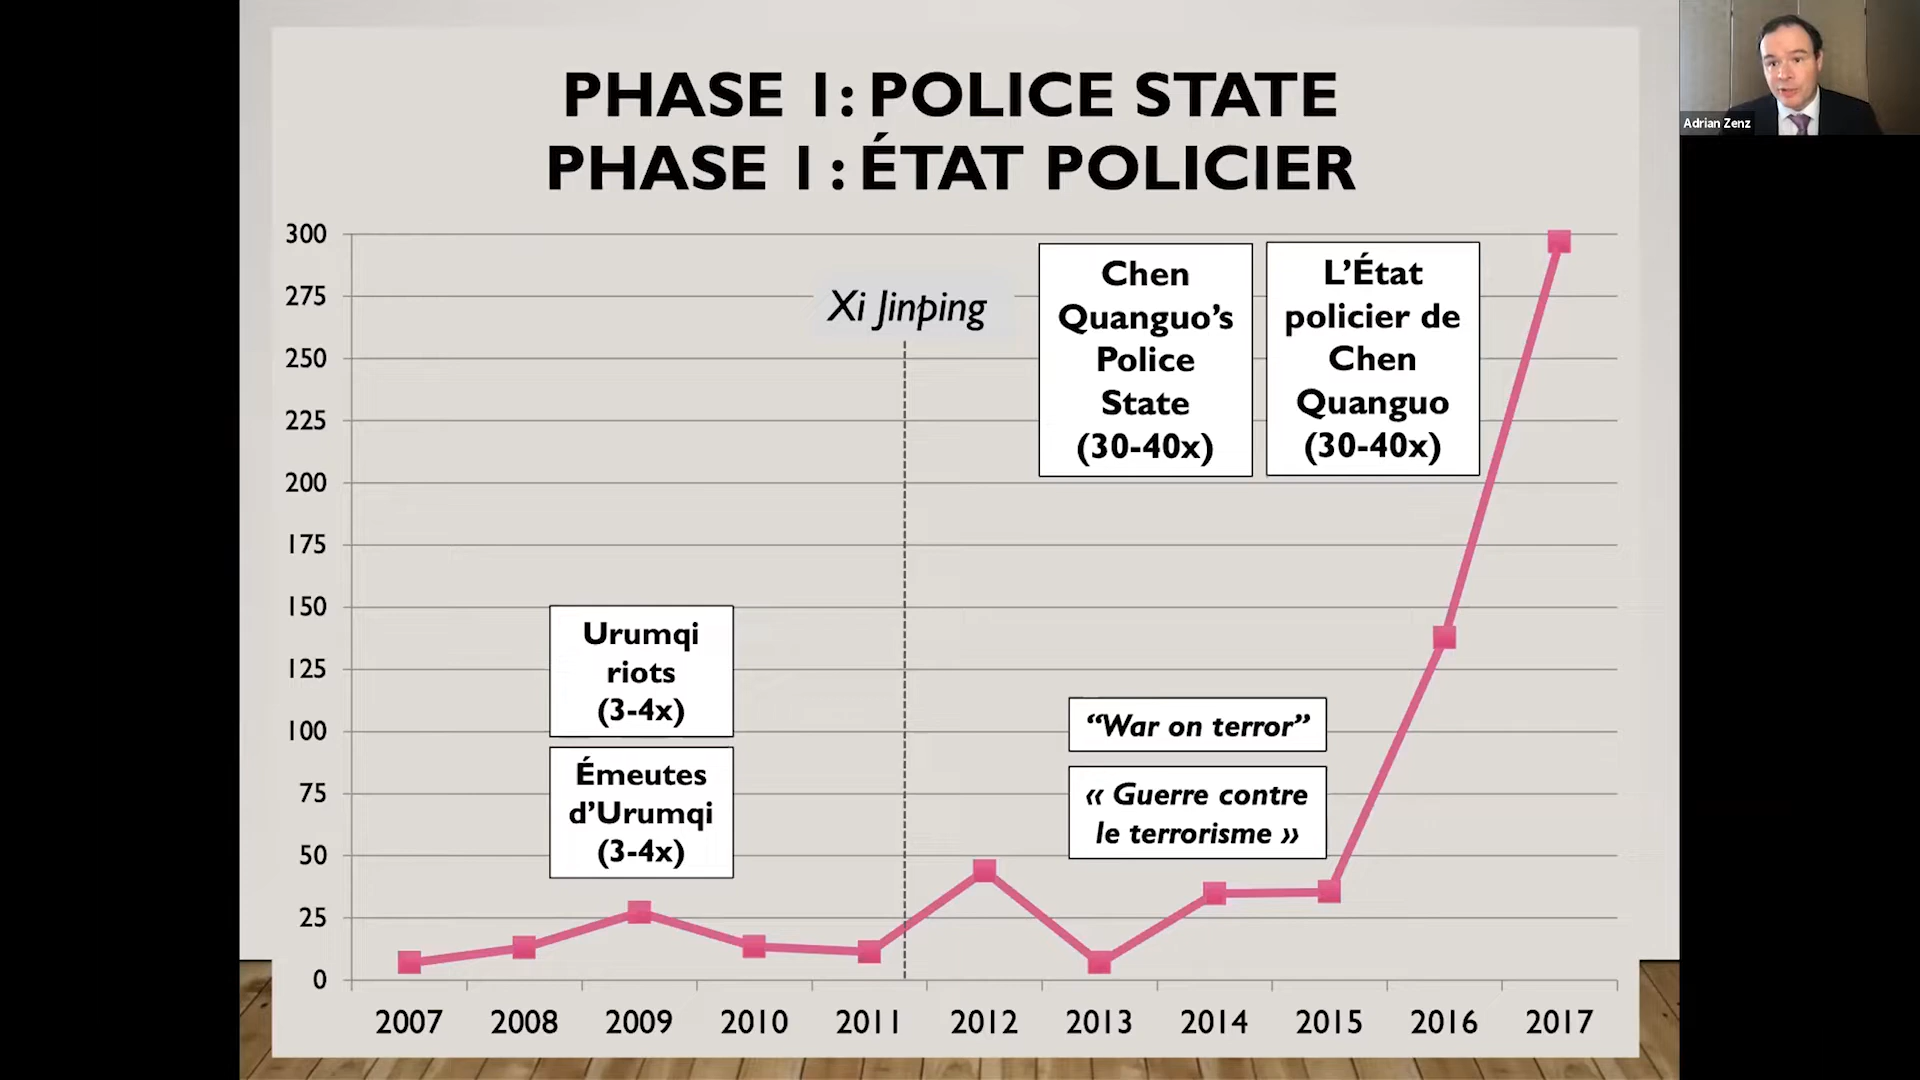 PHASE 1: POLICE STATE
PHASE 1 : ÉTAT POLICIER
Adrian Zenz
300
275
250
225
200
175
150
125
100
75
50
25
0
Xi Jinping
Chen
Quanguo’s
Police
State
(30-40x)
L’État
policier de
Chen
Quanguo
(30-40x)
Urumqi
riots
(3-4x)
Émeutes
d’Urumqi
(3-4x)
“War on terror”
« Guerre contre
le terrorisme »
2007 2008 2009 2010 2011 2012 2013 2014 2015 2016 2017